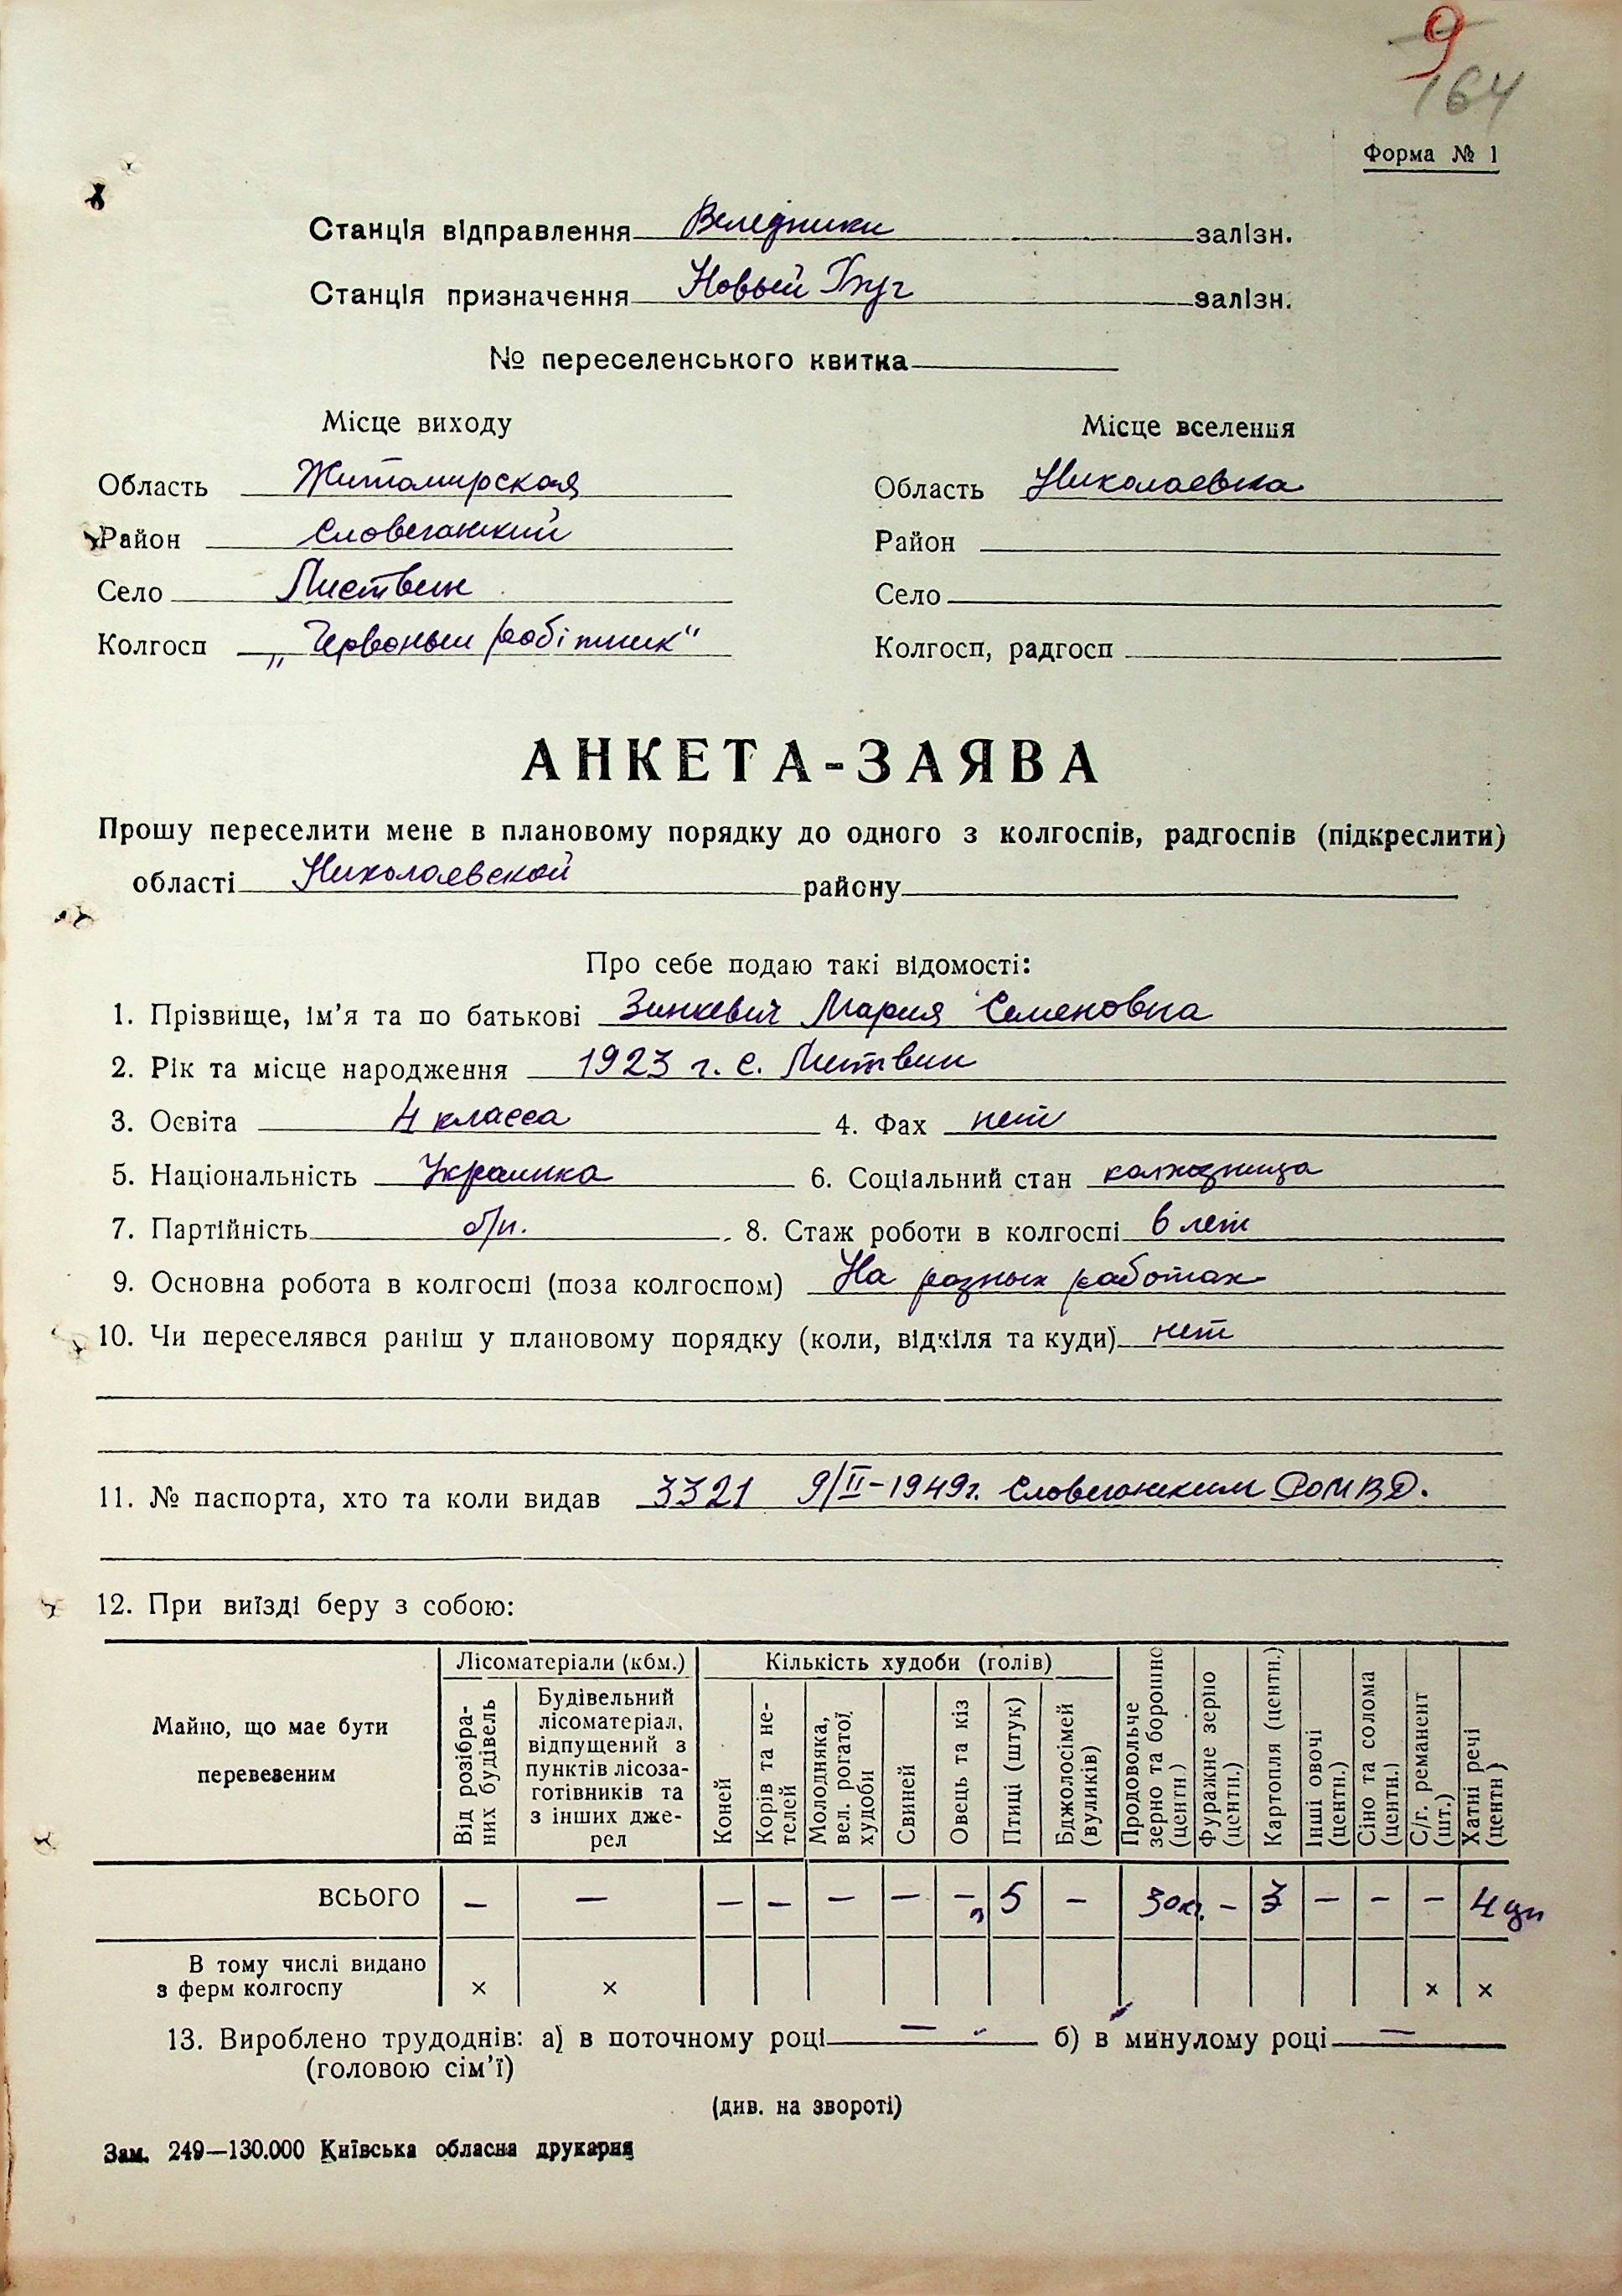 9
164
Форма № 1
Станція відправлення Веледники залізн.
Станція призначення Новый Буг залізн.
№ переселенського квитка
Місце виходу Місце вселення
Область Житомирская Область Николаевска
Район Словечанский Район
Село Листвин Село
Колгосп „Червоный робітник“ Колгосп, радгосп
АНКЕТА-ЗАЯВА
Прошу переселити мене в плановому порядку до одного з колгоспів, радгоспів (підкреслити)
області Николаевской району
Про себе подаю такі відомості:
1. Прізвище, ім’я та по батькові Зинкевич Мария Семеновна
2. Рік та місце народження 1923 г. с. Листвин
3. Освіта 4 класса 4. Фах нет
5. Національність Украинка 6. Соціальний стан колхозница
7. Партійність б/п. 8. Стаж роботи в колгоспі 6 лет
9. Основна робота в колгоспі (поза колгоспом) На разных работах
10. Чи переселявся раніш у плановому порядку (коли, відкіля та куди) нет
11. № паспорта, хто та коли видав 3321 9/II-1949г. Словечанским РОМВД.
12. При виїзді беру з собою:
Майно, що має бути перевезеним
Лісоматеріали (кбм.)
Від розібраних будівель
Будівельний лісоматеріал, відпущений з пунктів лісозаготівників та з інших джерел
Кількість худоби (голів)
Коней
Корів та нетелей
Молодняка, вел. рогатої худоби
Свиней
Овець та кіз
Птиці (штук)
Бджолосімей (вуликів)
Продовольче зерно та борошно (центн.)
Фуражне зерно (центн.)
Картопля (центн.)
Інші овочі (центн.)
Сіно та солома (центн.)
С/г. реманент (шт.)
Хатні речі (центн)
ВСЬОГО — — — — — — — 5 — 30кг. — 3 — — — 4 цн
В тому числі видано
з ферм колгоспу × × × ×
13. Вироблено трудоднів: а) в поточному році — б) в минулому році —
(головою сім’ї)
(див. на звороті)
Зам. 249—130.000 Київська обласна друкарня